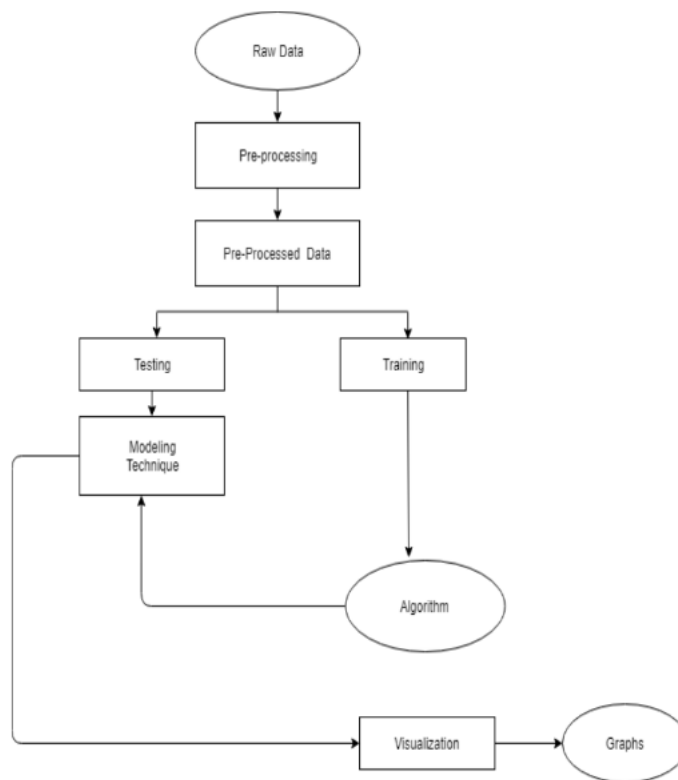 Raw Data
Pre-processing
Pre-Processed Data
Testing
Training
Modeling
Technique
Algorithm
Visualization
Graphs